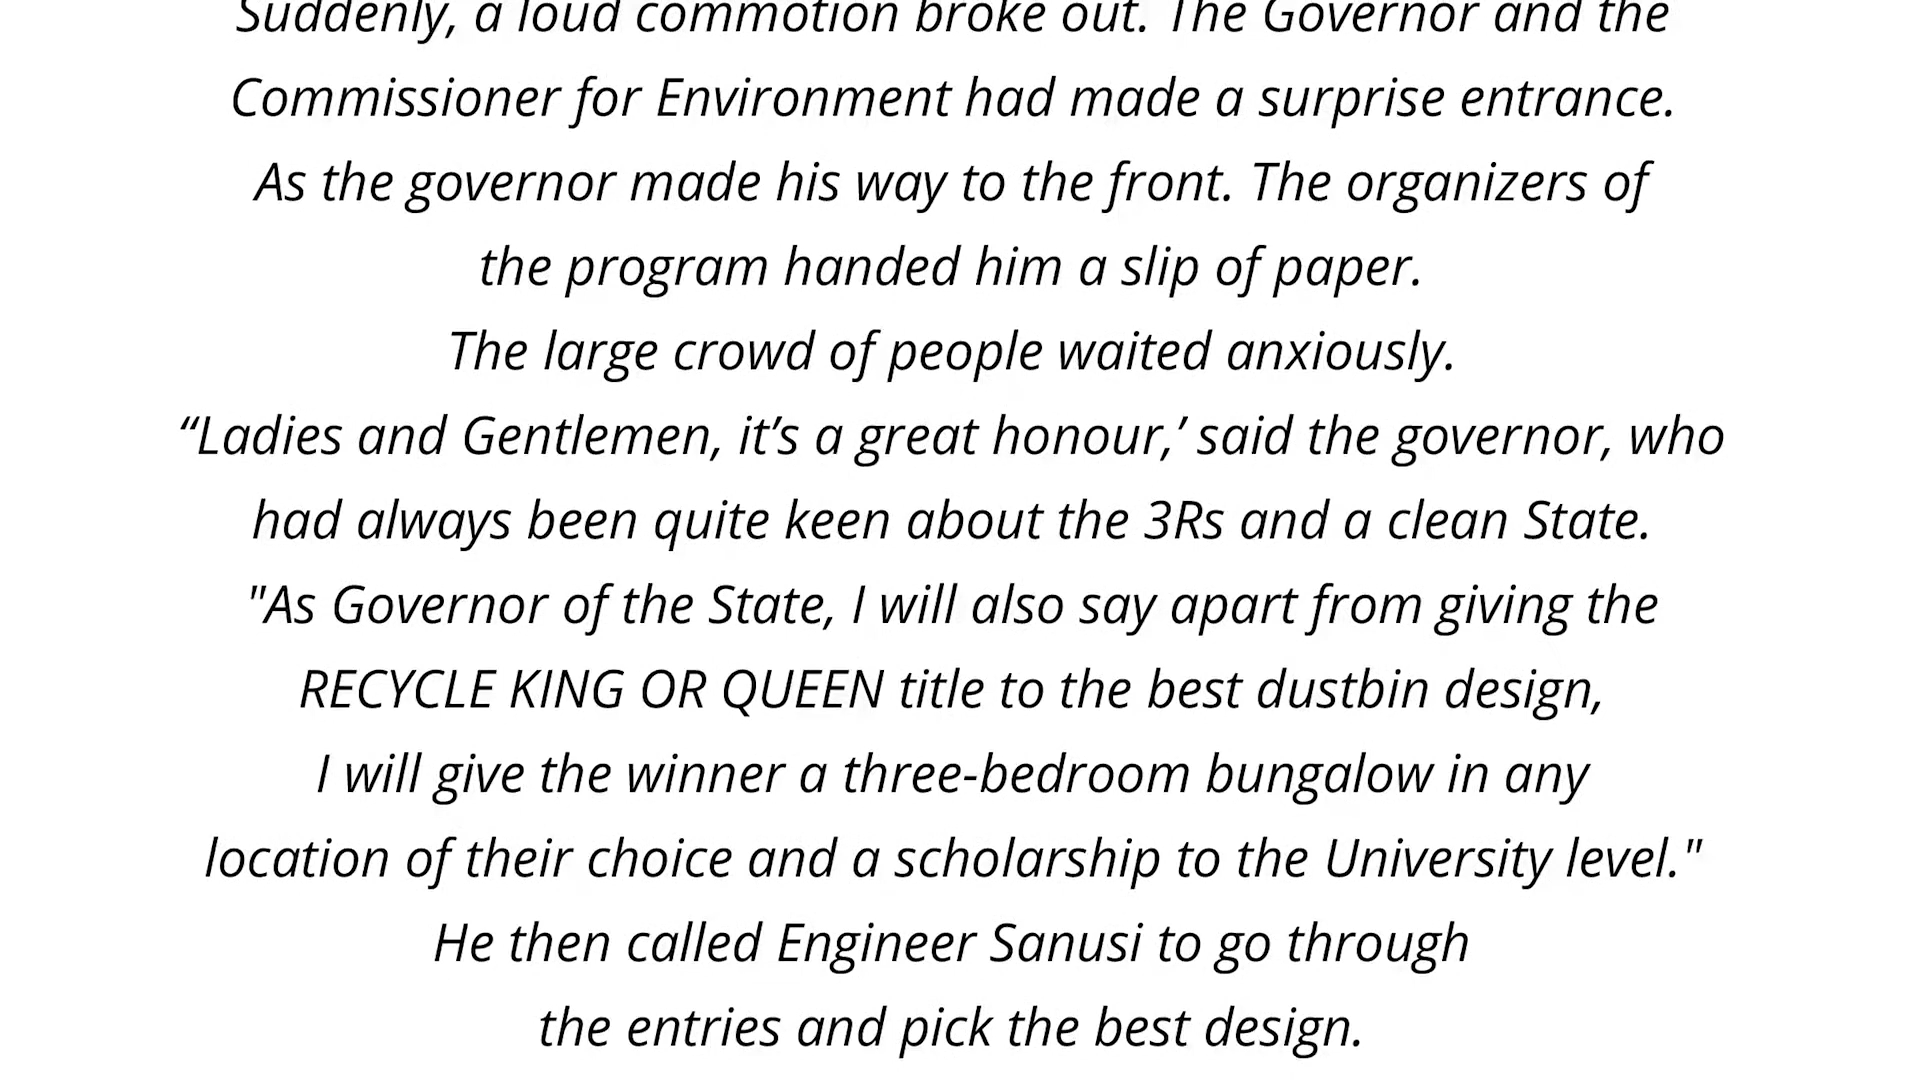 Suddenly, a loud commotion broke out. The Governor and the
Commissioner for Environment had made a surprise entrance.
As the governor made his way to the front. The organizers of
the program handed him a slip of paper.
The large crowd of people waited anxiously.
“Ladies and Gentlemen, it’s a great honour,’ said the governor, who
had always been quite keen about the 3Rs and a clean State.
"As Governor of the State, I will also say apart from giving the
RECYCLE KING OR QUEEN title to the best dustbin design,
I will give the winner a three-bedroom bungalow in any
location of their choice and a scholarship to the University level."
He then called Engineer Sanusi to go through
the entries and pick the best design.